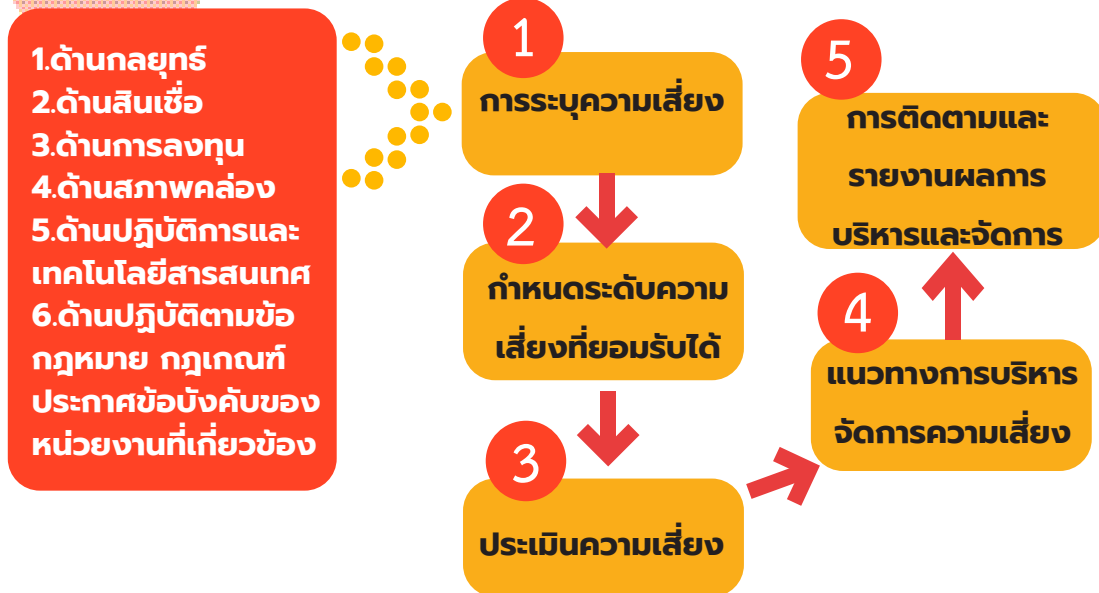 1.ด้านกลยุทธ์
2.ด้านสินเชื่อ
3.ด้านการลงทุน
4.ด้านสภาพคล่อง
5.ด้านปฏิบัติการและ
เทคโนโลยีสารสนเทศ
6.ด้านปฏิบัติตามข้อ
กฎหมาย กฎเกณฑ์
ประกาศข้อบังคับของ
หน่วยงานที่เกี่ยวข้อง
1
การระบุความเสี่ยง
2
กำหนดระดับความ
เสี่ยงที่ยอมรับได้
3
ประเมินความเสี่ยง
4
แนวทางการบริหาร
จัดการความเสี่ยง
5
การติดตามและ
รายงานผลการ
บริหารและจัดการ